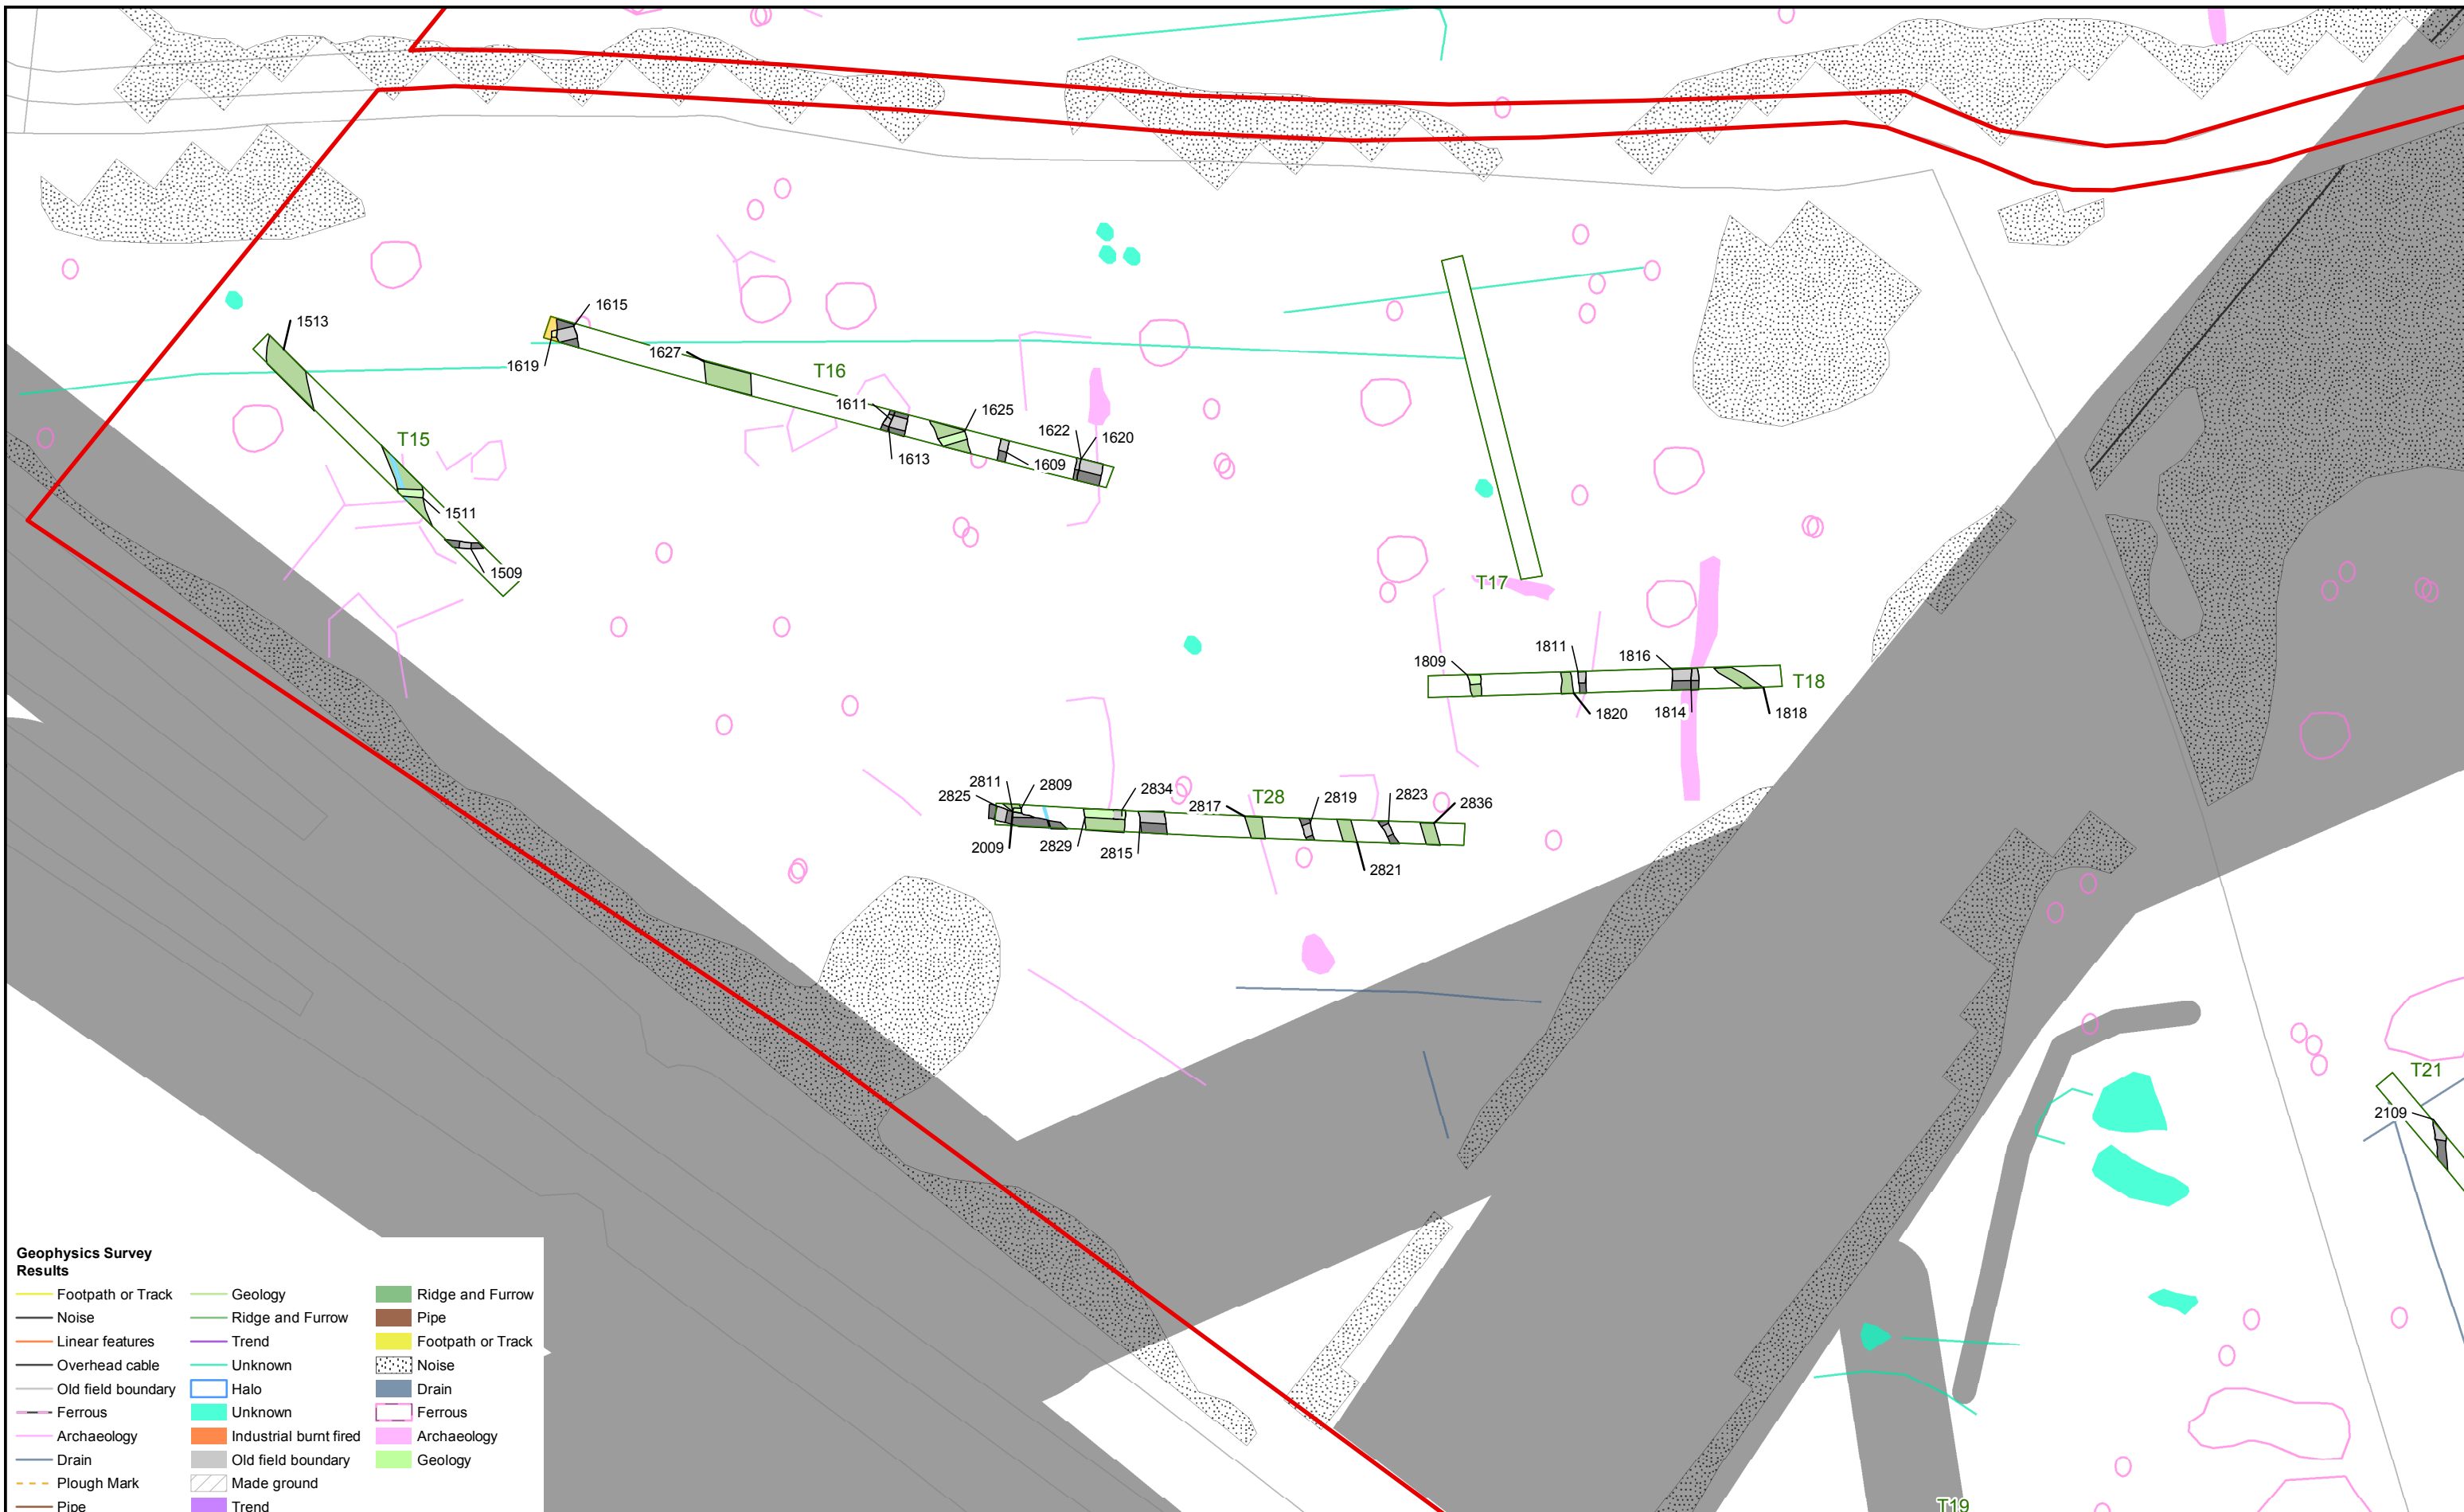 1615
1513
1627
1619
T16
1611
1625
1622
1620
T15
1613
1609
1511
1509
T17
1811
1816
1809
T18
1820
1814
1818
2811
2809
2834
2825
2817
T28
2819
2823
2836
2009
2829
2815
2821
T21
2109
T19
Geophysics Survey
Results
Footpath or Track
Geology
Ridge and Furrow
Noise
Ridge and Furrow
Pipe
Linear features
Trend
Footpath or Track
Overhead cable
Unknown
Noise
Old field boundary
Halo
Drain
Ferrous
Unknown
Ferrous
Archaeology
Industrial burnt fired
Archaeology
Drain
Old field boundary
Geology
Plough Mark
Made ground
Pipe
Trend